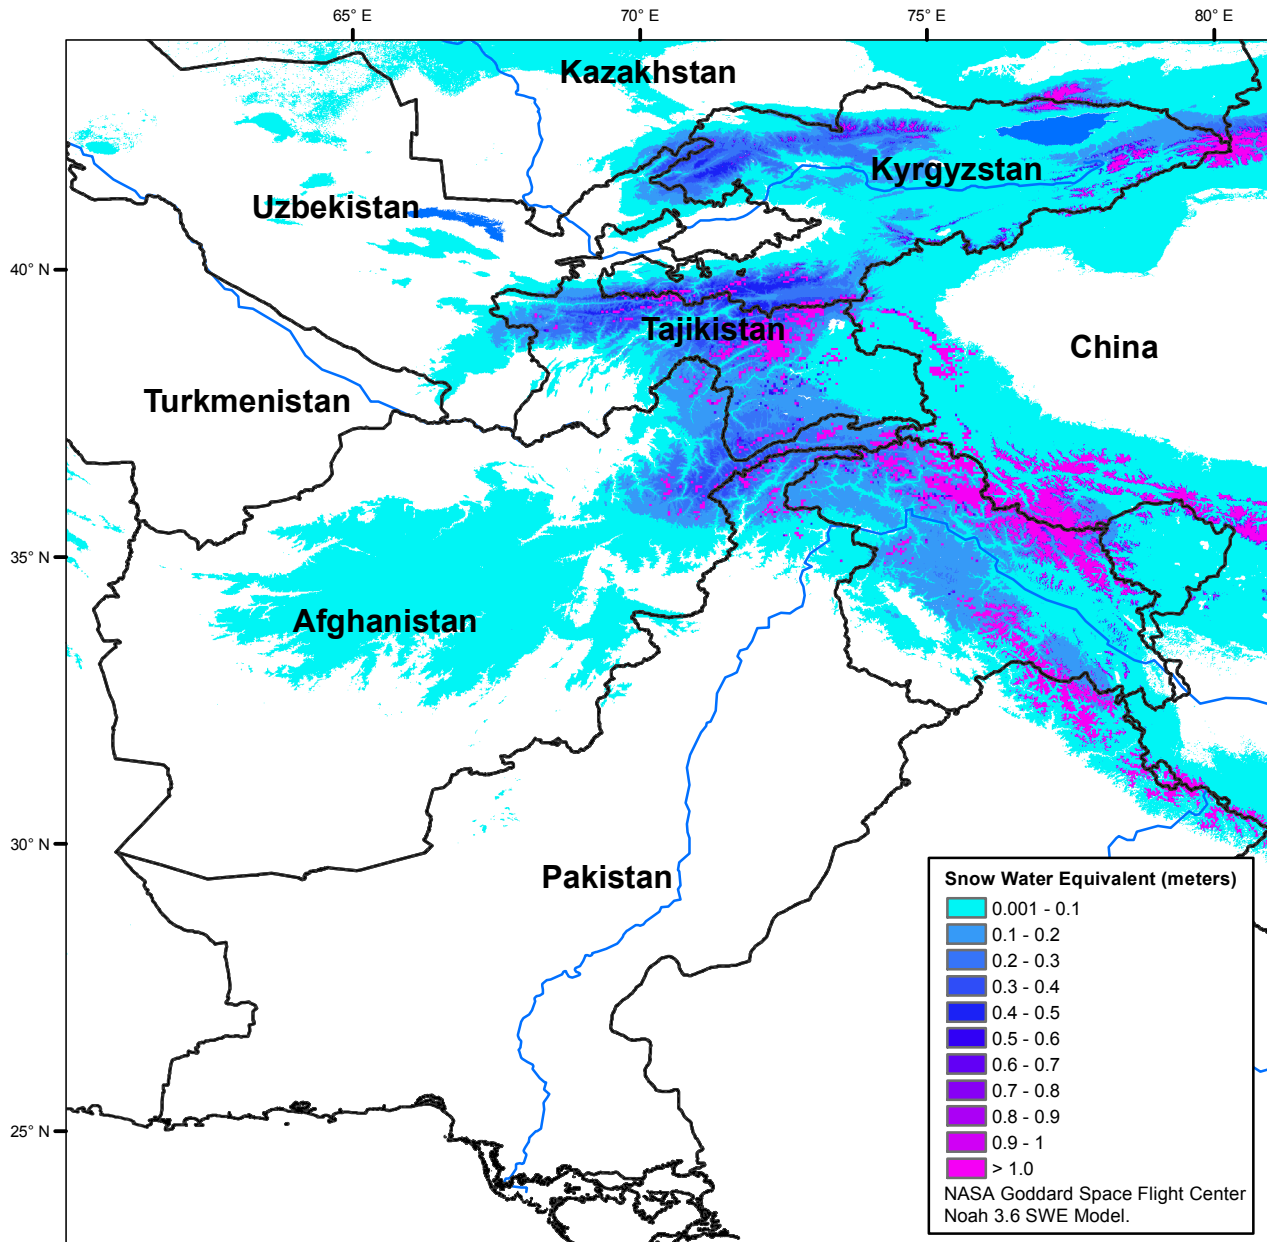 65° E
70° E
75° E
80° E
Kazakhstan
Kyrgyzstan
Uzbekistan
40° N
Tajikistan
China
Turkmenistan
35° N
Afghanistan
30° N
Pakistan
25° N
Snow Water Equivalent (meters)
0.001 - 0.1
0.1 - 0.2
0.2 - 0.3
0.3 - 0.4
0.4 - 0.5
0.5 - 0.6
0.6 - 0.7
0.7 - 0.8
0.8 - 0.9
0.9 - 1
> 1.0
NASA Goddard Space Flight Center
Noah 3.6 SWE Model.